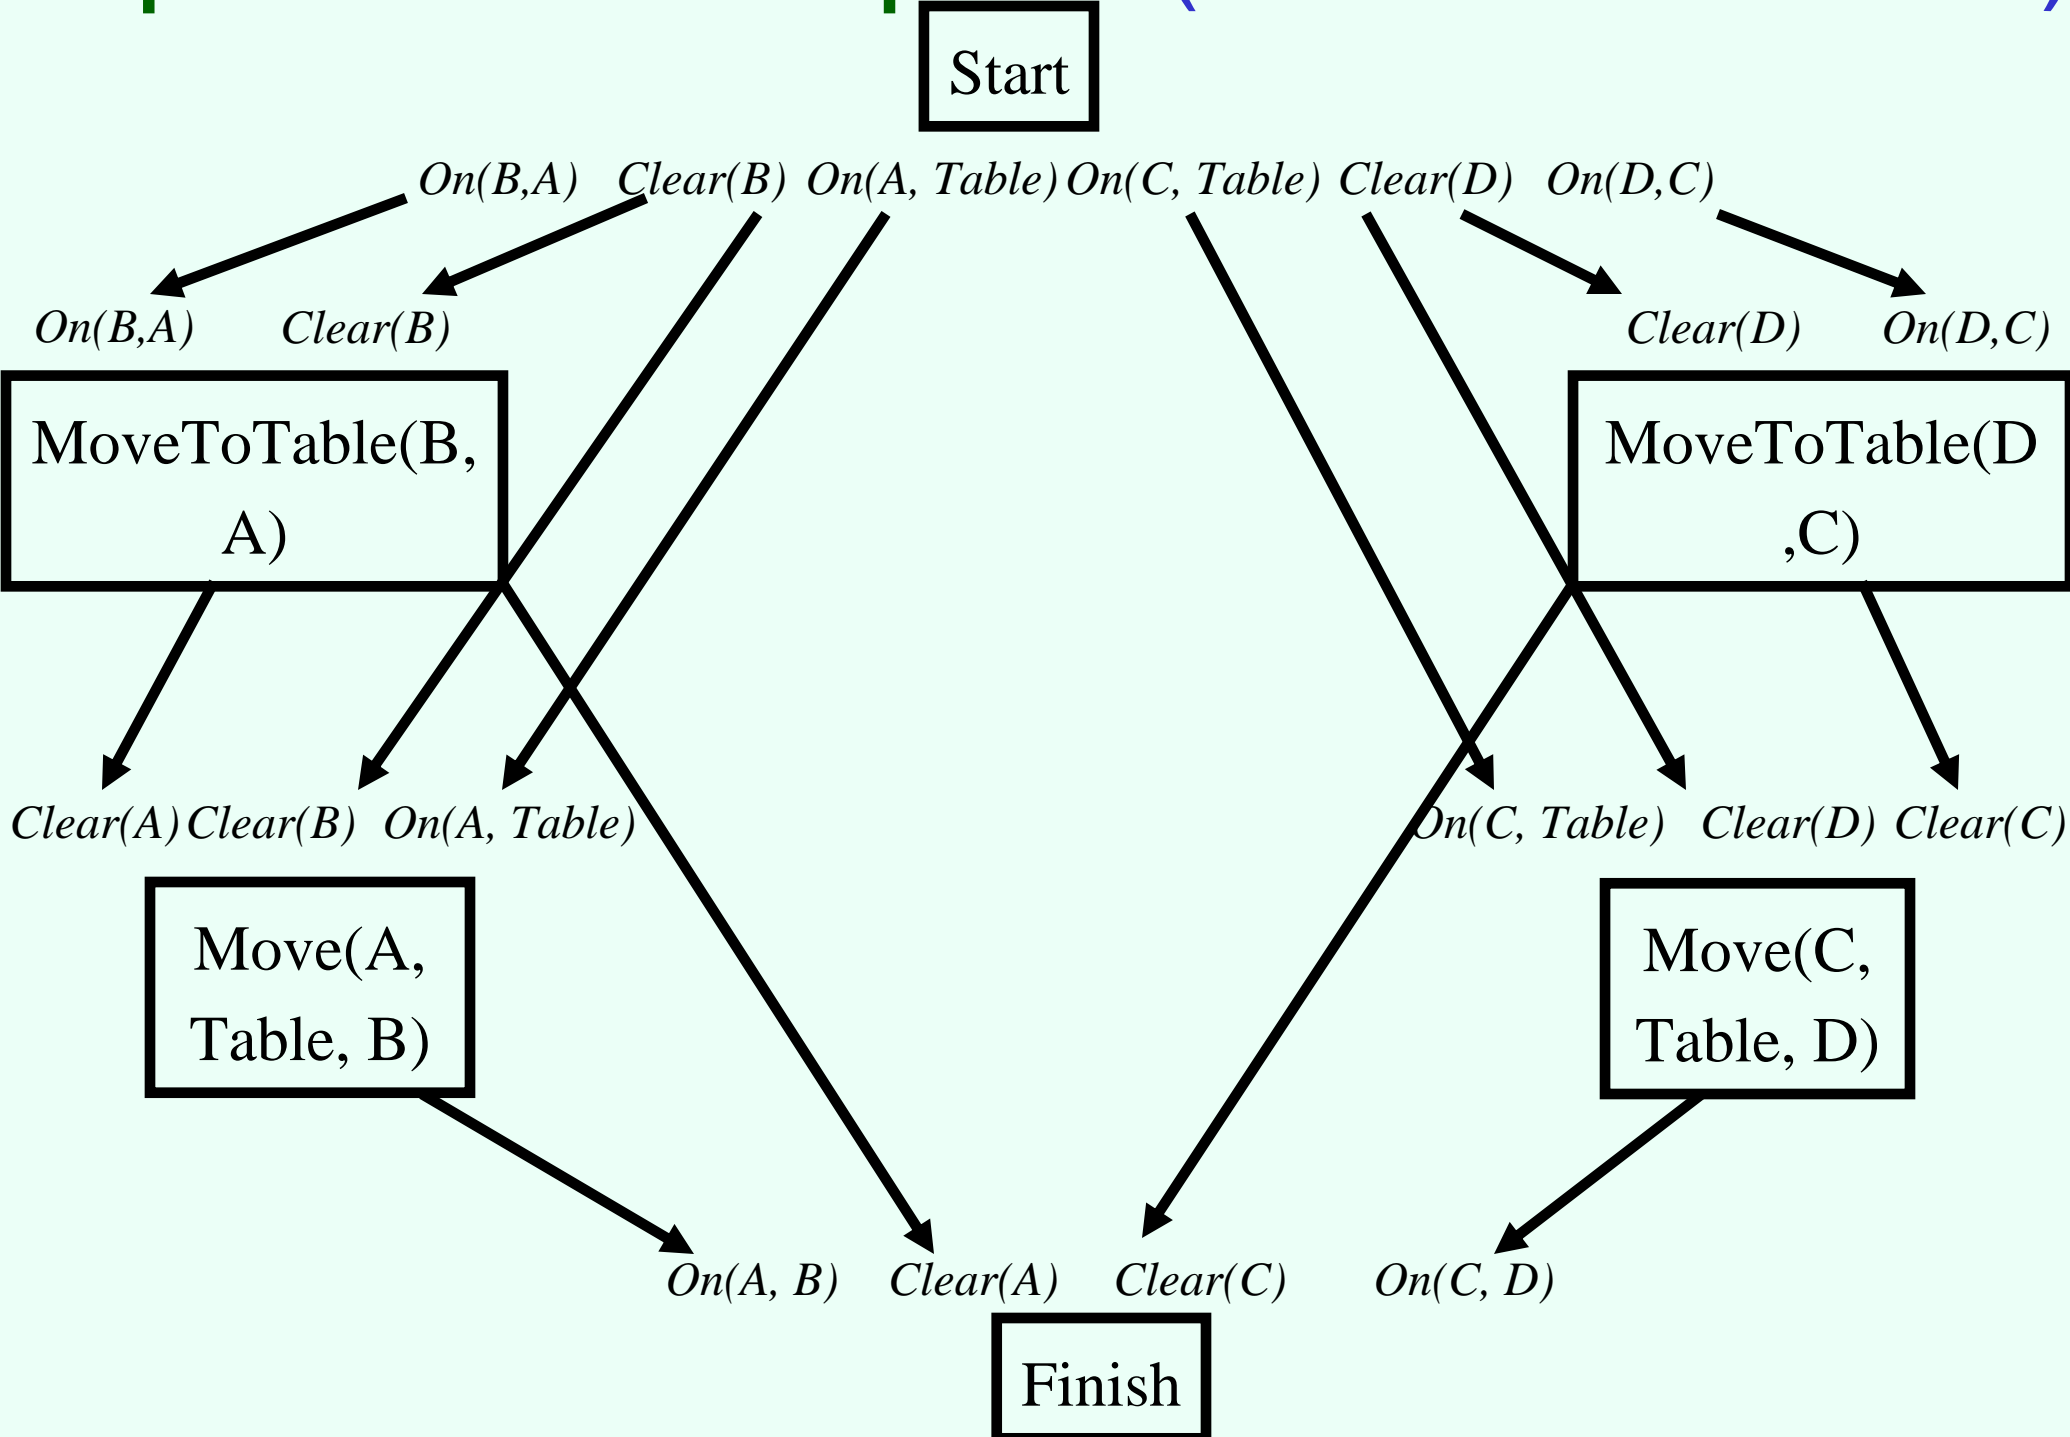 Start
On(B,A) Clear(B) On(A, Table) On(C, Table) Clear(D) On(D,C)
On(B,A) Clear(B) Clear(D) On(D,C)
MoveToTable(B,
A)
MoveToTable(D
,C)
Clear(A) Clear(B) On(A, Table) On(C, Table) Clear(D) Clear(C)
Move(A,
Table, B)
Move(C,
Table, D)
On(A, B) Clear(A) Clear(C) On(C, D)
Finish